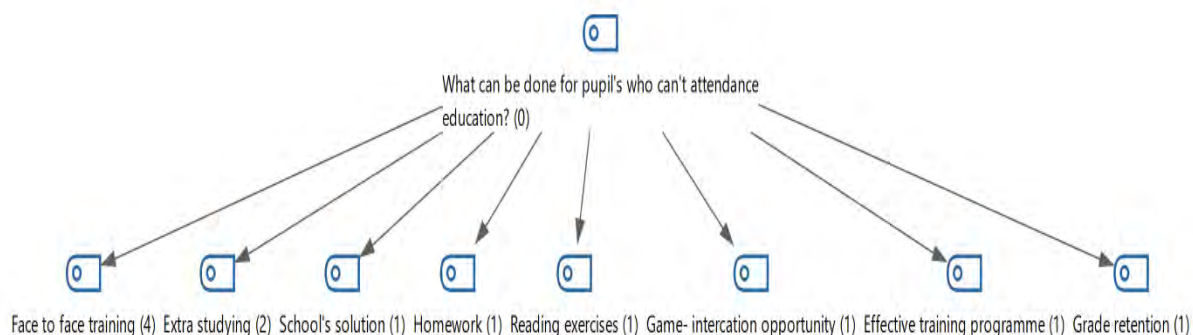 What can be done for pupil's who can't attendance
education? (0)
Face to face training (4) Extra studying (2) School's solution (1) Homework (1) Reading exercises (1) Game- intercation opportunity (1) Effective training programme (1) Grade retention (1)